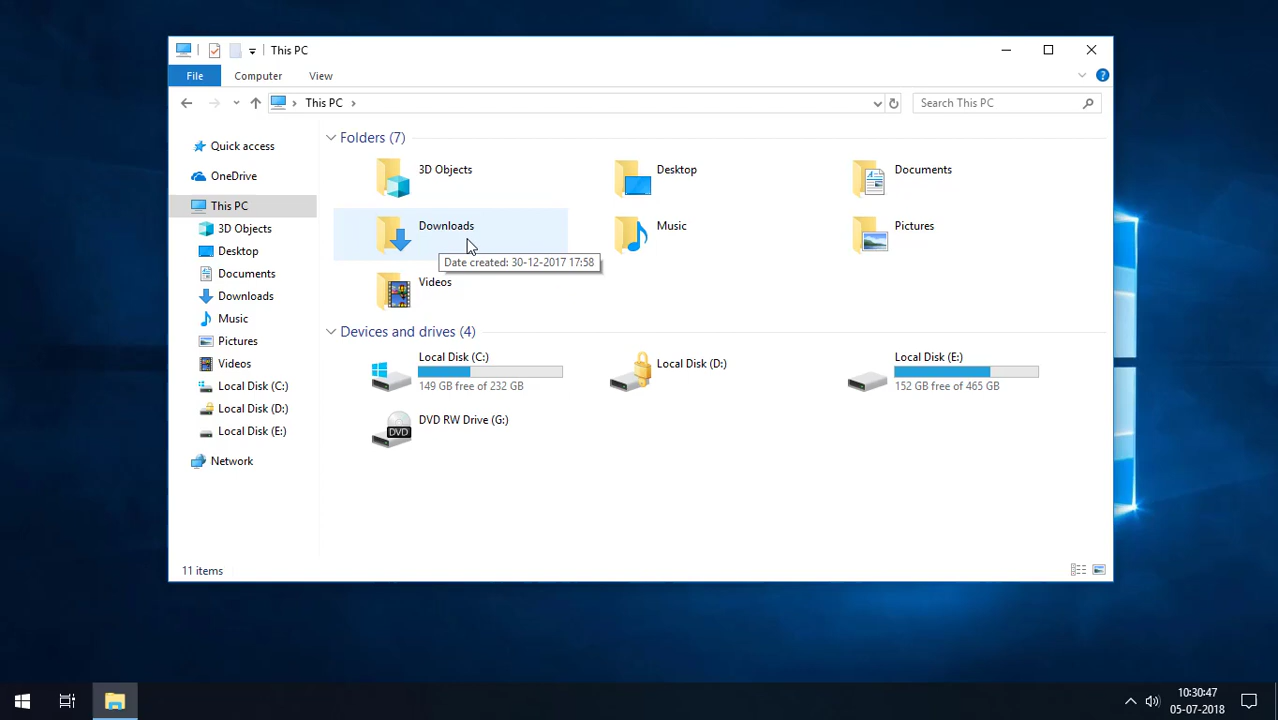 This PC
File Computer View
This PC
Search This PC
Quick access
OneDrive
This PC
3D Objects
Desktop
Documents
Downloads
Music
Pictures
Videos
Local Disk (C:)
Local Disk (D:)
Local Disk (E:)
Network
Folders (7)
3D Objects
Desktop
Documents
Downloads
Music
Pictures
Date created: 30-12-2017 17:58
Videos
Devices and drives (4)
Local Disk (C:)
149 GB free of 232 GB
Local Disk (D:)
Local Disk (E:)
152 GB free of 465 GB
DVD
DVD RW Drive (G:)
11 items
10:30:47
05-07-2018